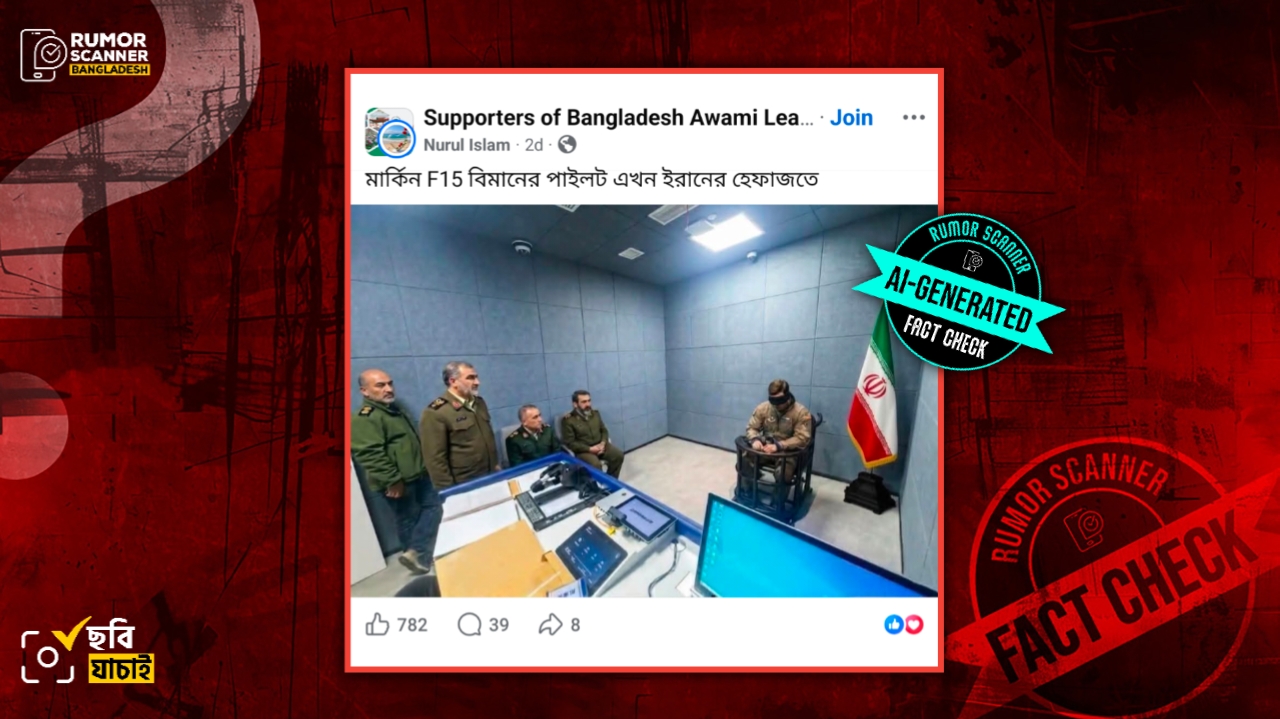 RUMOR
SCANNER
BANGLADESH
Supporters of Bangladesh Awami Lea... · Join
Nurul Islam · 2d ·
মার্কিন F15 বিমানের পাইলট এখন ইরানের হেফাজতে
RUMOR SCANNER
AI-GENERATED
FACT CHECK
782 39 8
RUMOR SCANNER
FACT CHECK
ছবি
যাচাই